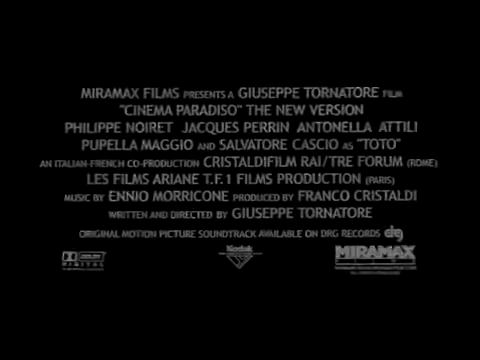 MIRAMAX FILMS PRESENTS A GIUSEPPE TORNATORE FILM
"CINEMA PARADISO" THE NEW VERSION
PHILIPPE NOIRET JACQUES PERRIN ANTONELLA ATTILI
PUPELLA MAGGIO AND SALVATORE CASCIO AS "TOTO"
AN ITALIAN-FRENCH CO-PRODUCTION CRISTALDIFILM RAI/TRE FORUM (ROME)
LES FILMS ARIANE T.F.1 FILMS PRODUCTION (PARIS)
MUSIC BY ENNIO MORRICONE PRODUCED BY FRANCO CRISTALDI
WRITTEN AND DIRECTED BY GIUSEPPE TORNATORE
ORIGINAL MOTION PICTURE SOUNDTRACK AVAILABLE ON DRG RECORDS drg
DOLBY DIGITAL
Kodak
MIRAMAX
FILMS